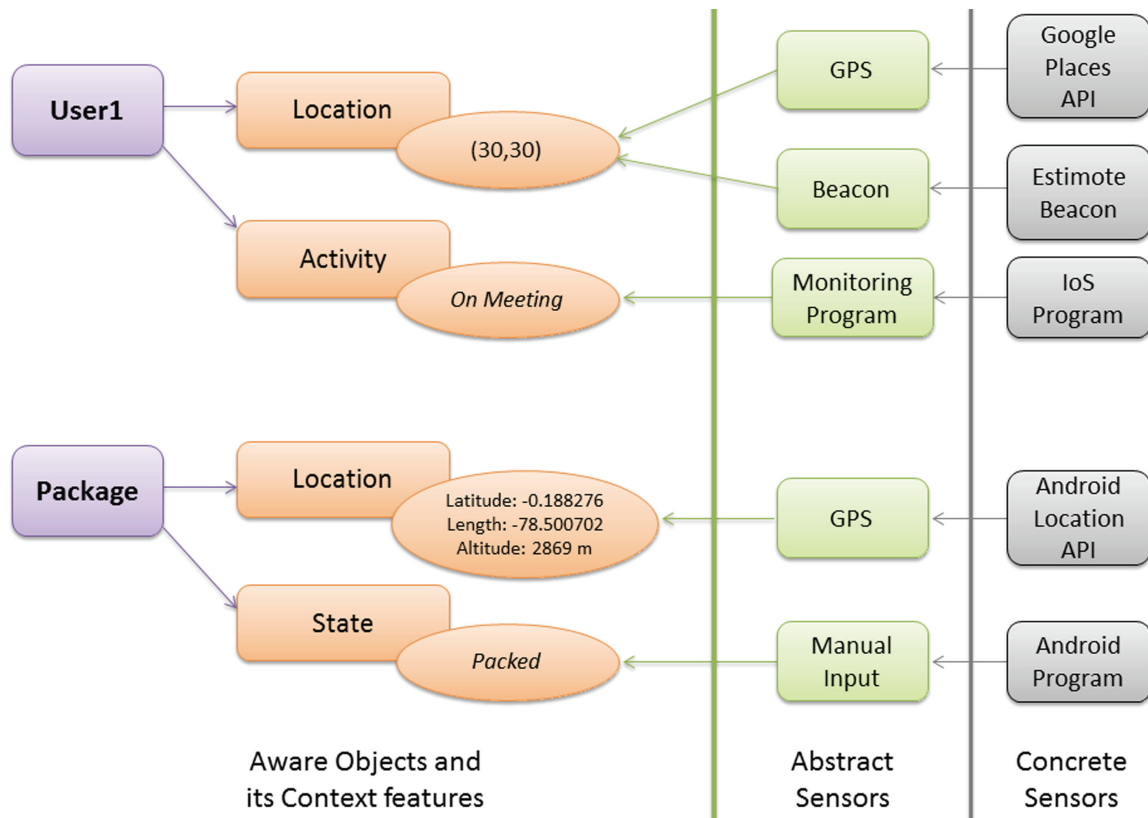 User1
Location
(30,30)
Activity
On Meeting
GPS
Beacon
Monitoring
Program
Google
Places
API
Estimote
Beacon
IoS
Program
Package
Location
Latitude: -0.188276
Length: -78.500702
Altitude: 2869 m
State
Packed
GPS
Manual
Input
Android
Location
API
Android
Program
Aware Objects and
its Context features
Abstract
Sensors
Concrete
Sensors